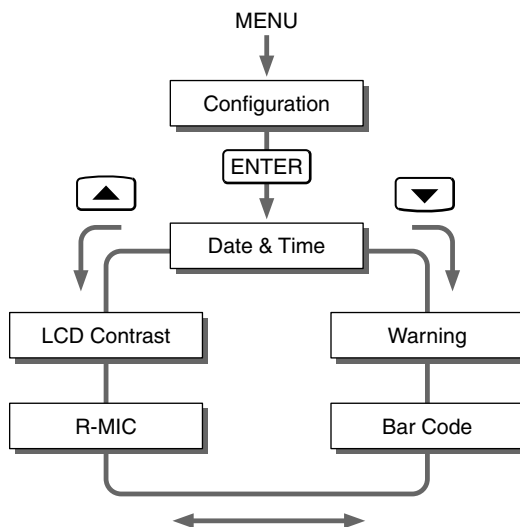 MENU
Configuration
ENTER
Date & Time
LCD Contrast
Warning
R-MIC
Bar Code